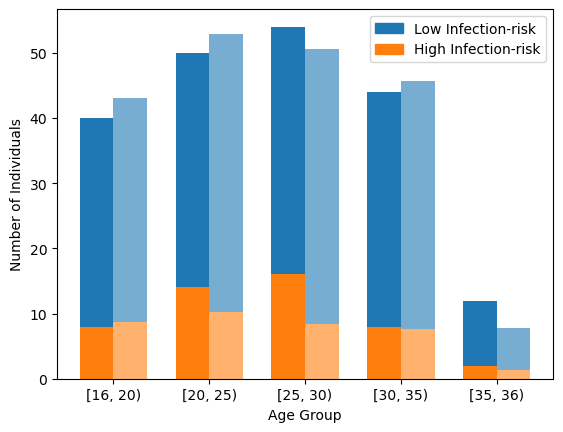 Low Infection-risk
High Infection-risk
Number of Individuals
50
40
30
20
10
0
[16, 20) [20, 25) [25, 30) [30, 35) [35, 36)
Age Group